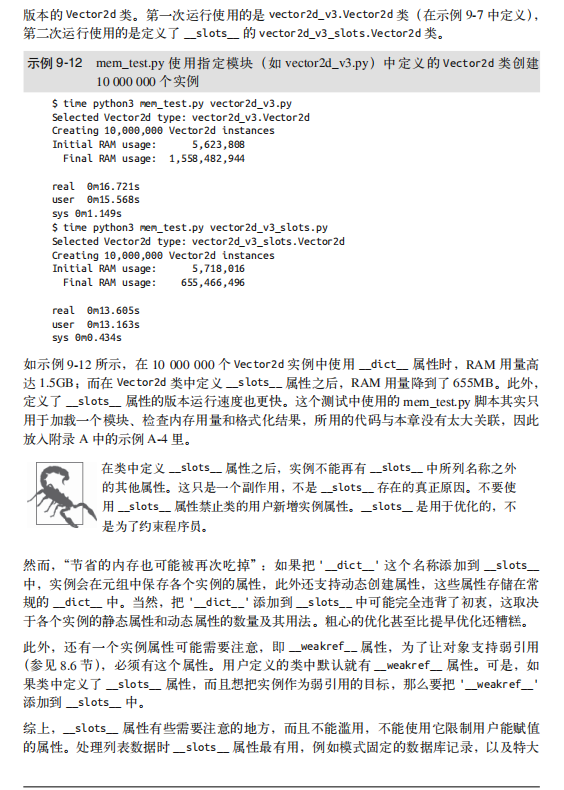 版本的 Vector2d 类。第一次运行使用的是 vector2d_v3.Vector2d 类（在示例 9-7 中定义），
第二次运行使用的是定义了 __slots__ 的 vector2d_v3_slots.Vector2d 类。
示例 9-12 mem_test.py 使用指定模块（如 vector2d_v3.py）中定义的 Vector2d 类创建
10 000 000 个实例
$ time python3 mem_test.py vector2d_v3.py
Selected Vector2d type: vector2d_v3.Vector2d
Creating 10,000,000 Vector2d instances
Initial RAM usage: 5,623,808
Final RAM usage: 1,558,482,944
real 0m16.721s
user 0m15.568s
sys 0m1.149s
$ time python3 mem_test.py vector2d_v3_slots.py
Selected Vector2d type: vector2d_v3_slots.Vector2d
Creating 10,000,000 Vector2d instances
Initial RAM usage: 5,718,016
Final RAM usage: 655,466,496
real 0m13.605s
user 0m13.163s
sys 0m0.434s
如示例 9-12 所示，在 10 000 000 个 Vector2d 实例中使用 __dict__ 属性时，RAM 用量高
达 1.5GB；而在 Vector2d 类中定义 __slots__ 属性之后，RAM 用量降到了 655MB。此外，
定义了 __slots__ 属性的版本运行速度也更快。这个测试中使用的 mem_test.py 脚本其实只
用于加载一个模块、检查内存用量和格式化结果，所用的代码与本章没有太大关联，因此
放入附录 A 中的示例 A-4 里。
在类中定义 __slots__ 属性之后，实例不能再有 __slots__ 中所列名称之外
的其他属性。这只是一个副作用，不是 __slots__ 存在的真正原因。不要使
用 __slots__ 属性禁止类的用户新增实例属性。__slots__ 是用于优化的，不
是为了约束程序员。
然而，“节省的内存也可能被再次吃掉”：如果把 '__dict__' 这个名称添加到 __slots__
中，实例会在元组中保存各个实例的属性，此外还支持动态创建属性，这些属性存储在常
规的 __dict__ 中。当然，把 '__dict__' 添加到 __slots__ 中可能完全违背了初衷，这取决
于各个实例的静态属性和动态属性的数量及其用法。粗心的优化甚至比提早优化还糟糕。
此外，还有一个实例属性可能需要注意，即 __weakref__ 属性，为了让对象支持弱引用
（参见 8.6 节），必须有这个属性。用户定义的类中默认就有 __weakref__ 属性。可是，如
果类中定义了 __slots__ 属性，而且想把实例作为弱引用的目标，那么要把 '__weakref__'
添加到 __slots__ 中。
综上，__slots__ 属性有些需要注意的地方，而且不能滥用，不能使用它限制用户能赋值
的属性。处理列表数据时 __slots__ 属性最有用，例如模式固定的数据库记录，以及特大